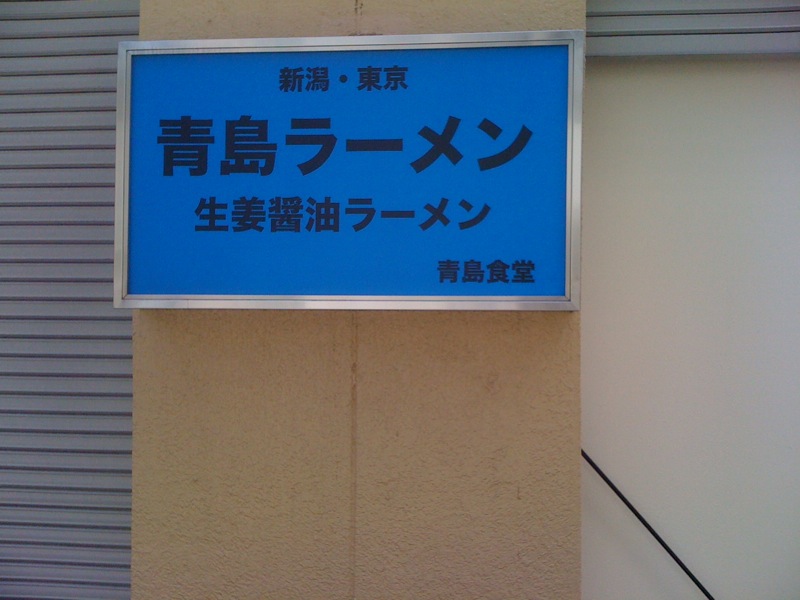 新潟・東京
青島ラーメン
生姜醤油ラーメン
青島食堂